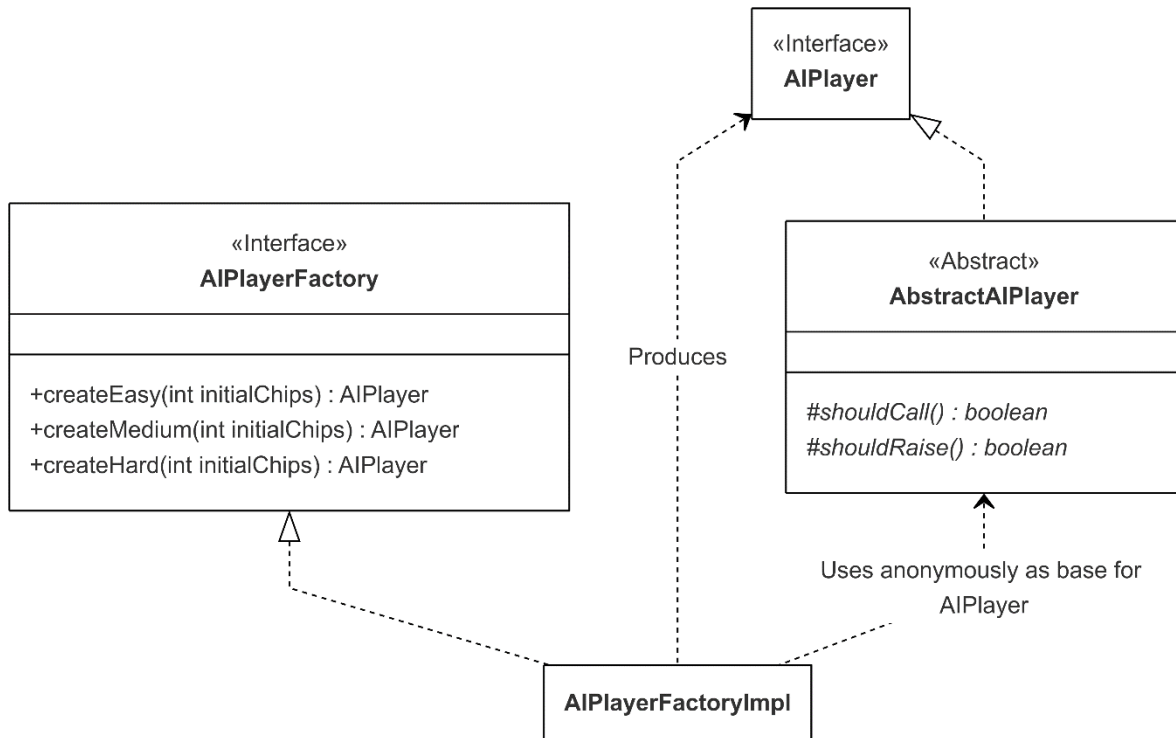 «Interface»
AIPlayer
«Interface»
AIPlayerFactory
+createEasy(int initialChips) : AIPlayer
+createMedium(int initialChips) : AIPlayer
+createHard(int initialChips) : AIPlayer
«Abstract»
AbstractAIPlayer
#shouldCall() : boolean
#shouldRaise() : boolean
Produces
Uses anonymously as base for
AIPlayer
AIPlayerFactoryImpl